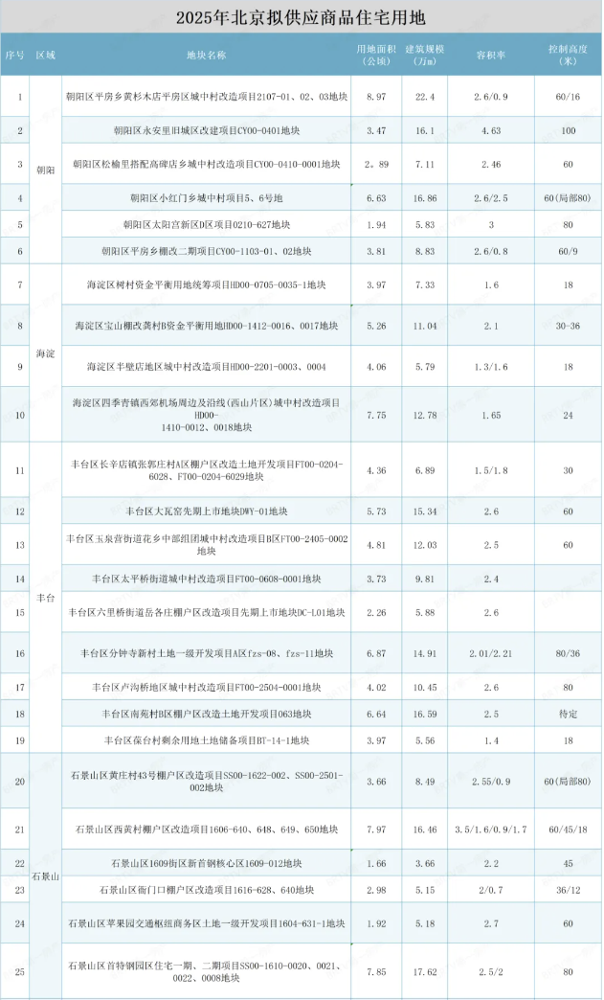 2025年北京拟供应商品住宅用地
序号 区域 地块名称 用地面积(公顷) 建筑规模(万m) 容积率 控制高度(米)
朝阳
1 朝阳区平房乡黄杉木店平房区城中村改造项目2107-01、02、03地块 8.97 22.4 2.6/0.9 60/16
2 朝阳区永安里旧城区改建项目CY00-0401地块 3.47 16.1 4.63 100
3 朝阳区松榆里搭配高碑店乡城中村改造项目CY00-0410-0001地块 2。89 7.11 2.46 60
4 朝阳区小红门乡城中村项目5、6号地 6.63 16.86 2.6/2.5 60(局部80)
5 朝阳区太阳宫新区D区项目0210-627地块 1.94 5.83 3 80
6 朝阳区平房乡棚改二期项目CY00-1103-01、02地块 3.81 8.83 2.6/0.8 60/9
海淀
7 海淀区树村资金平衡用地统筹项目HD00-0705-0035-1地块 3.97 7.33 1.6 18
8 海淀区宝山棚改龚村B资金平衡用地HD00-1412-0016、0017地块 5.26 11.04 2.1 30-36
9 海淀区半壁店地区城中村改造项目HD00-2201-0003、0004 4.06 5.79 1.3/1.6 18
10 海淀区四季青镇西郊机场周边及沿线(西山片区)城中村改造项目
HD00-
1410-0012、0018地块 7.75 12.78 1.65 24
丰台
11 丰台区长辛店镇张郭庄村A区棚户区改造土地开发项目FT00-0204-
6028、FT00-0204-6029地块 4.36 6.89 1.5/1.8 30
12 丰台区大瓦窑先期上市地块DWY-01地块 5.73 15.34 2.6 60
13 丰台区玉泉营街道花乡中部组团城中村改造项目B区FT00-2405-0002
地块 4.81 12.03 2.5 60
14 丰台区太平桥街道城中村改造项目FT00-0608-0001地块 3.73 9.81 2.4
15 丰台区六里桥街道岳各庄棚户区改造项目先期上市地块DC-L01地块 2.26 5.88 2.6
16 丰台区分钟寺新村土地一级开发项目A区fzs-08、fzs-11地块 6.87 14.91 2.01/2.21 80/36
17 丰台区卢沟桥地区城中村改造项目FT00-2504-0001地块 4.02 10.45 2.6 80
18 丰台区南苑村B区棚户区改造土地开发项目063地块 6.64 16.59 2.5 待定
19 丰台区葆台村剩余用地土地储备项目BT-14-1地块 3.97 5.56 1.4 18
石景山
20 石景山区黄庄村43号棚户区改造项目SS00-1622-002、SS00-2501-
002地块 3.66 8.49 2.55/0.9 60(局部80)
21 石景山区西黄村棚户区改造项目1606-640、648、649、650地块 7.97 16.46 3.5/1.6/0.9/1.7 60/45/18
22 石景山区1609街区新首钢核心区1609-012地块 1.66 3.66 2.2 45
23 石景山区衙门口棚户区改造项目1616-628、640地块 2.98 5.15 2/0.7 36/12
24 石景山区苹果园交通枢纽商务区土地一级开发项目1604-631-1地块 1.92 5.18 2.7 60
25 石景山区首特钢园区住宅一期、二期项目SS00-1610-0020、0021、
0022、0008地块 7.85 17.62 2.5/2 80